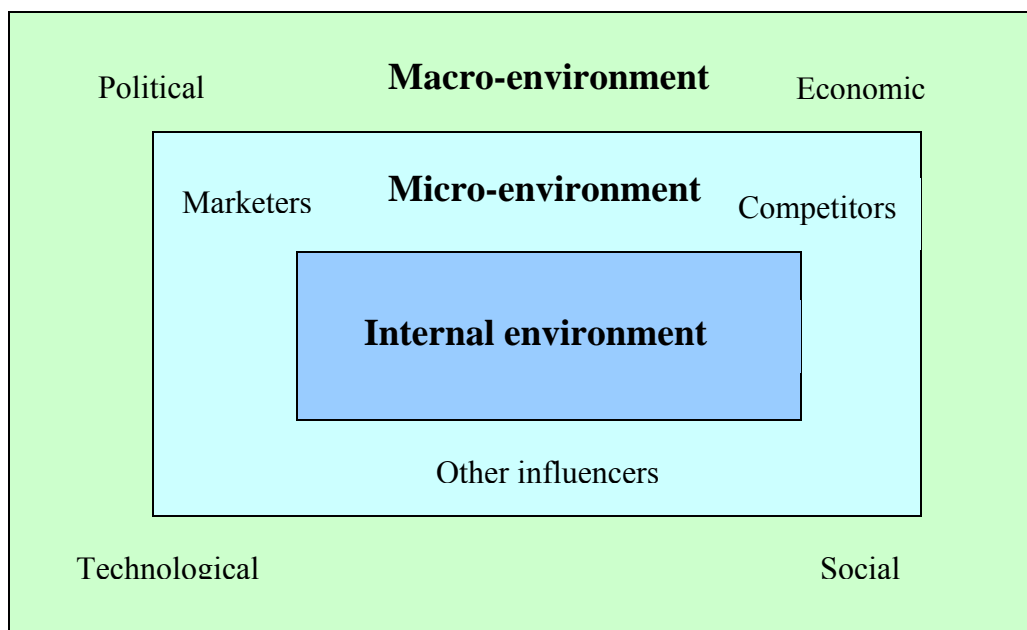 Political
Macro-environment
Economic
Marketers
Micro-environment
Competitors
Internal environment
Other influencers
Technological
Social